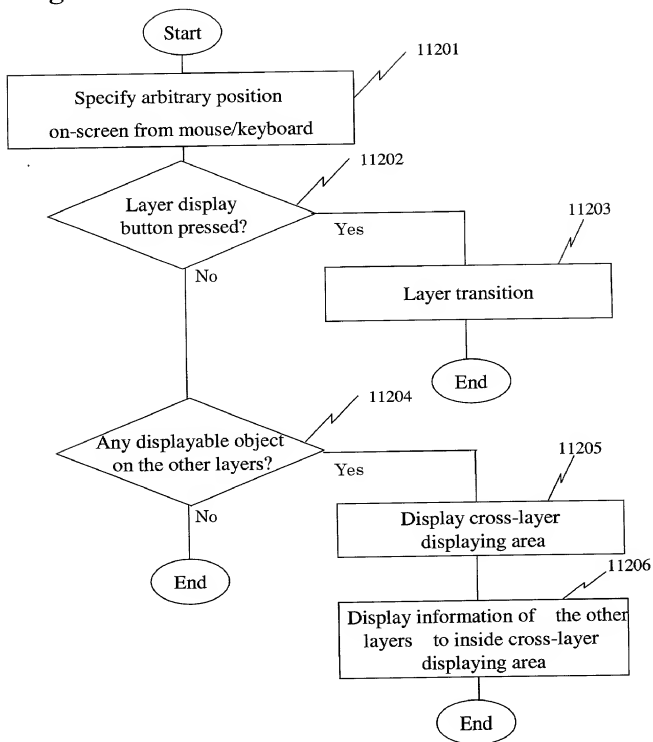 Start
11201
Specify arbitrary position
on-screen from mouse/keyboard
11202
Layer display
button pressed?
Yes
11203
No
Layer transition
End
11204
Any displayable object
on the other layers?
Yes
11205
No
Display cross-layer
displaying area
End
11206
Display information of the other
layers to inside cross-layer
displaying area
End